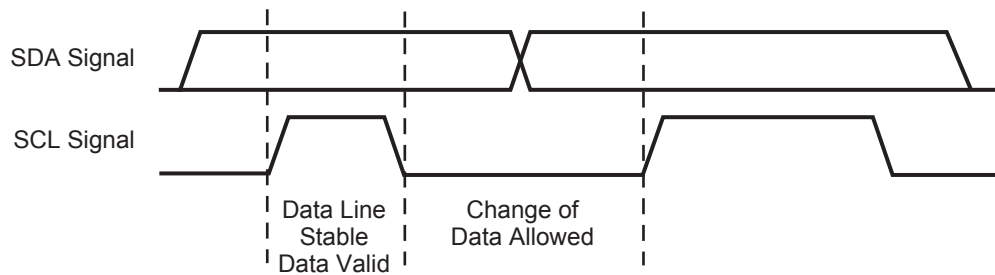 SDA Signal
SCL Signal
Data Line
Stable
Data Valid
Change of
Data Allowed